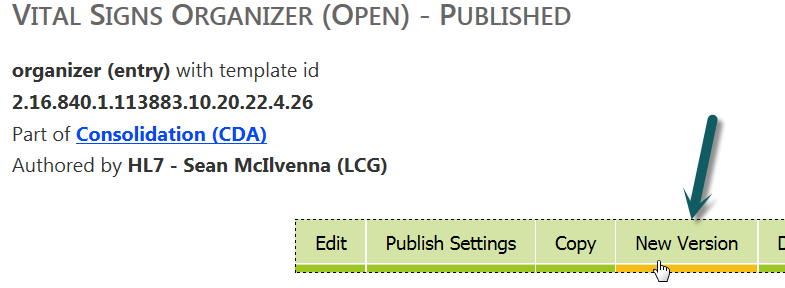 Vital Signs Organizer (Open) - Published
organizer (entry) with template id
2.16.840.1.113883.10.20.22.4.26
Part of Consolidation (CDA)
Authored by HL7 - Sean McIlvenna (LCG)
Edit Publish Settings Copy New Version